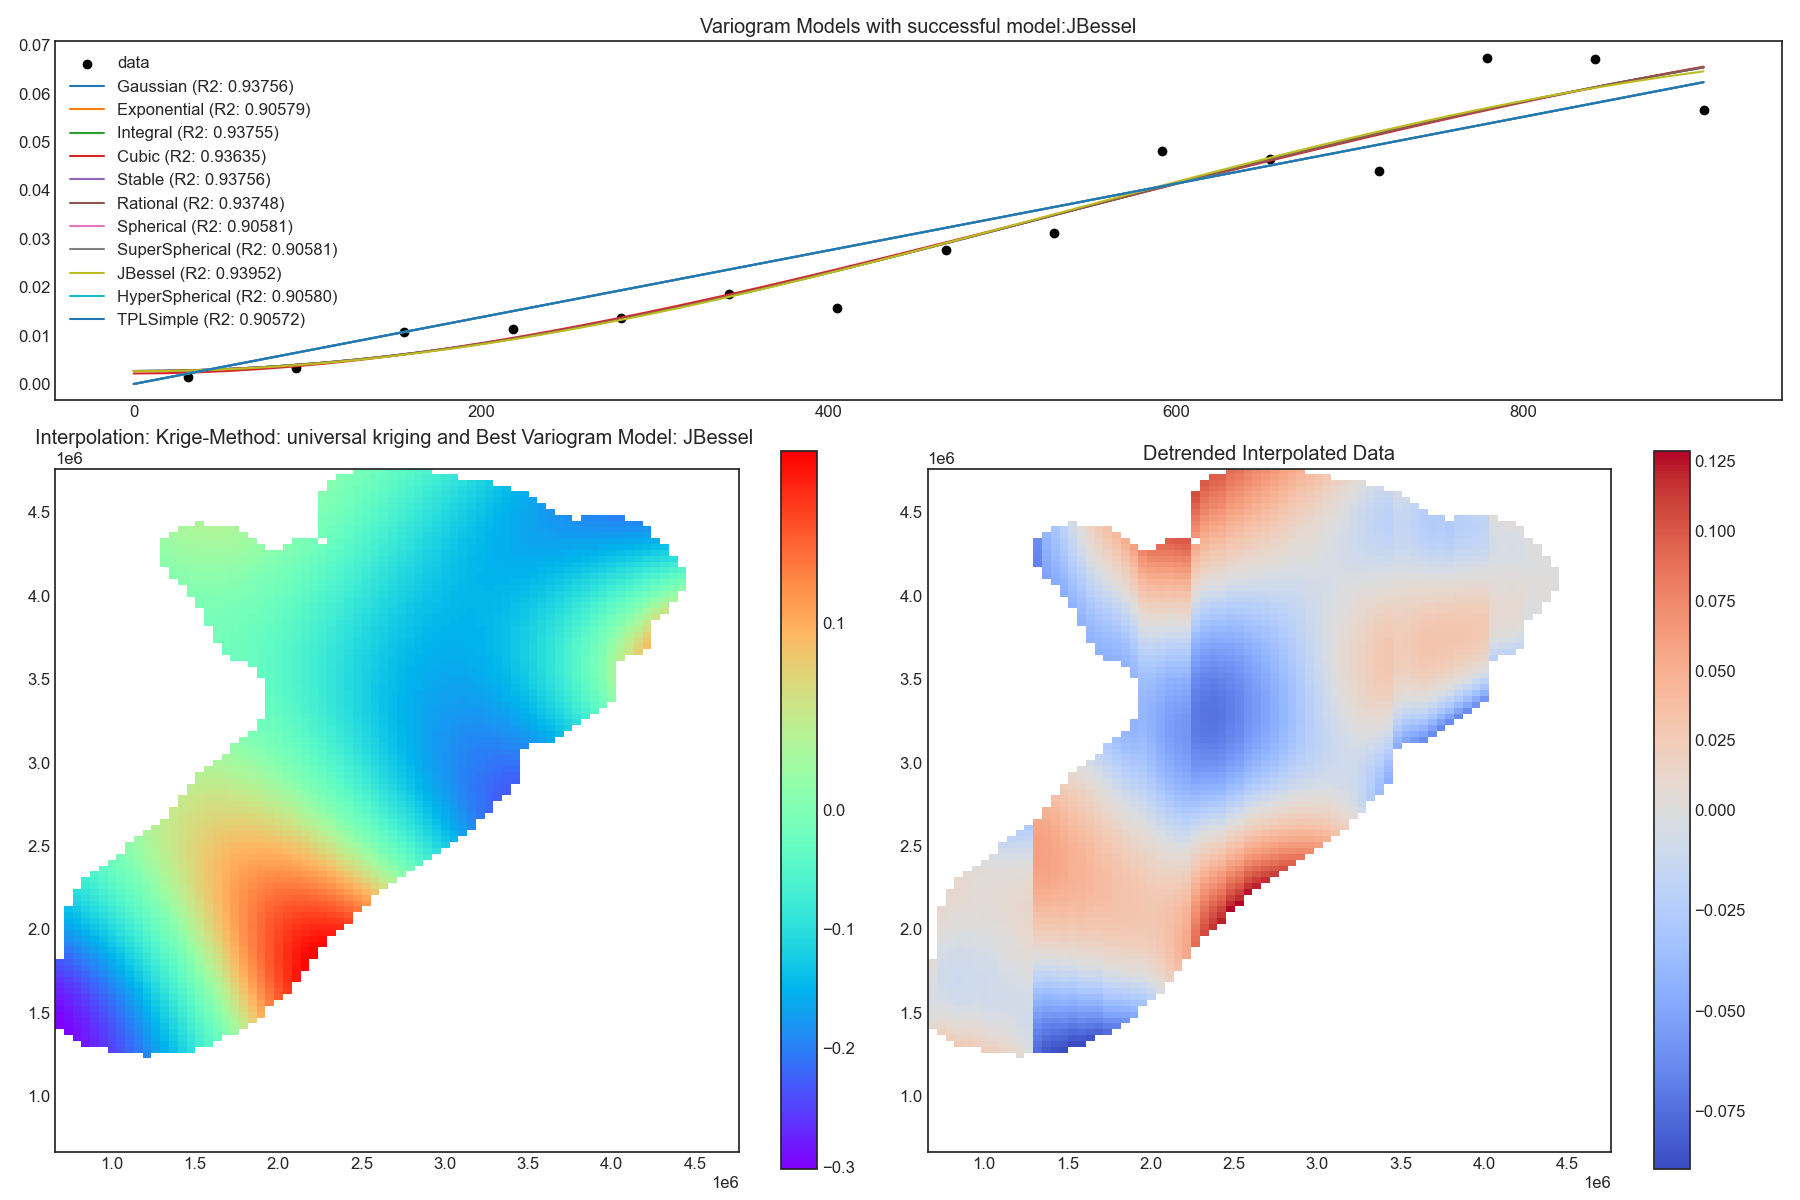 Variogram Models with successful model:JBessel
0.07
0.06
0.05
0.04
0.03
0.02
0.01
0.00
data
Gaussian (R2: 0.93756)
Exponential (R2: 0.90579)
Integral (R2: 0.93755)
Cubic (R2: 0.93635)
Stable (R2: 0.93756)
Rational (R2: 0.93748)
Spherical (R2: 0.90581)
SuperSpherical (R2: 0.90581)
JBessel (R2: 0.93952)
HyperSpherical (R2: 0.90580)
TPLSimple (R2: 0.90572)
0 200 400 600 800
Interpolation: Krige-Method: universal kriging and Best Variogram Model: JBessel
1e6
4.5
4.0
3.5
3.0
2.5
2.0
1.5
1.0
1.0 1.5 2.0 2.5 3.0 3.5 4.0 4.5
1e6
0.1
0.0
−0.1
−0.2
−0.3
Detrended Interpolated Data
1e6
4.5
4.0
3.5
3.0
2.5
2.0
1.5
1.0
1.0 1.5 2.0 2.5 3.0 3.5 4.0 4.5
1e6
0.125
0.100
0.075
0.050
0.025
0.000
−0.025
−0.050
−0.075